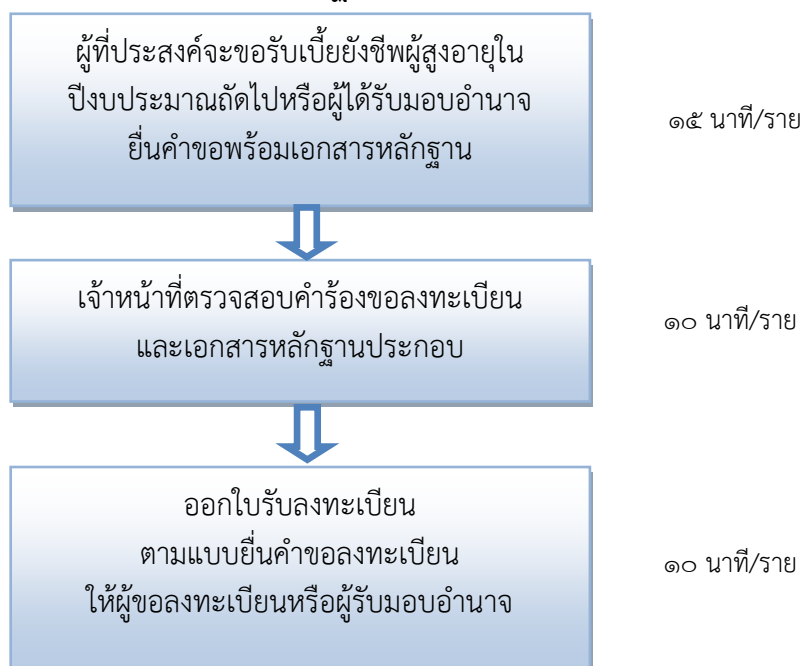 ผู้ที่ประสงค์จะขอรับเบี้ยยังชีพผู้สูงอายุใน
ปีงบประมาณถัดไปหรือผู้ได้รับมอบอำนาจ
ยื่นคำขอพร้อมเอกสารหลักฐาน
๑๕ นาที/ราย
เจ้าหน้าที่ตรวจสอบคำร้องขอลงทะเบียน
และเอกสารหลักฐานประกอบ
๑๐ นาที/ราย
ออกใบรับลงทะเบียน
ตามแบบยื่นคำขอลงทะเบียน
ให้ผู้ขอลงทะเบียนหรือผู้รับมอบอำนาจ
๑๐ นาที/ราย